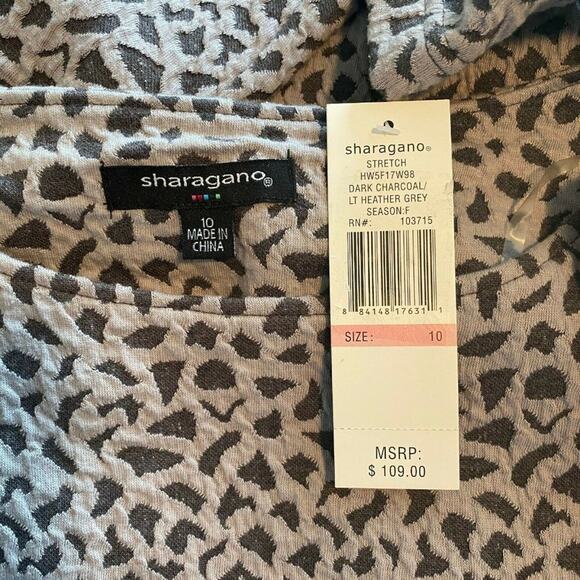 sharagano®
10
MADE IN
CHINA
sharagano®
STRETCH
HW5F17W98
DARK CHARCOAL/
LT HEATHER GREY
SEASON:F
RN#: 103715
8 84148 17631 1
SIZE: 10
MSRP:
$ 109.00